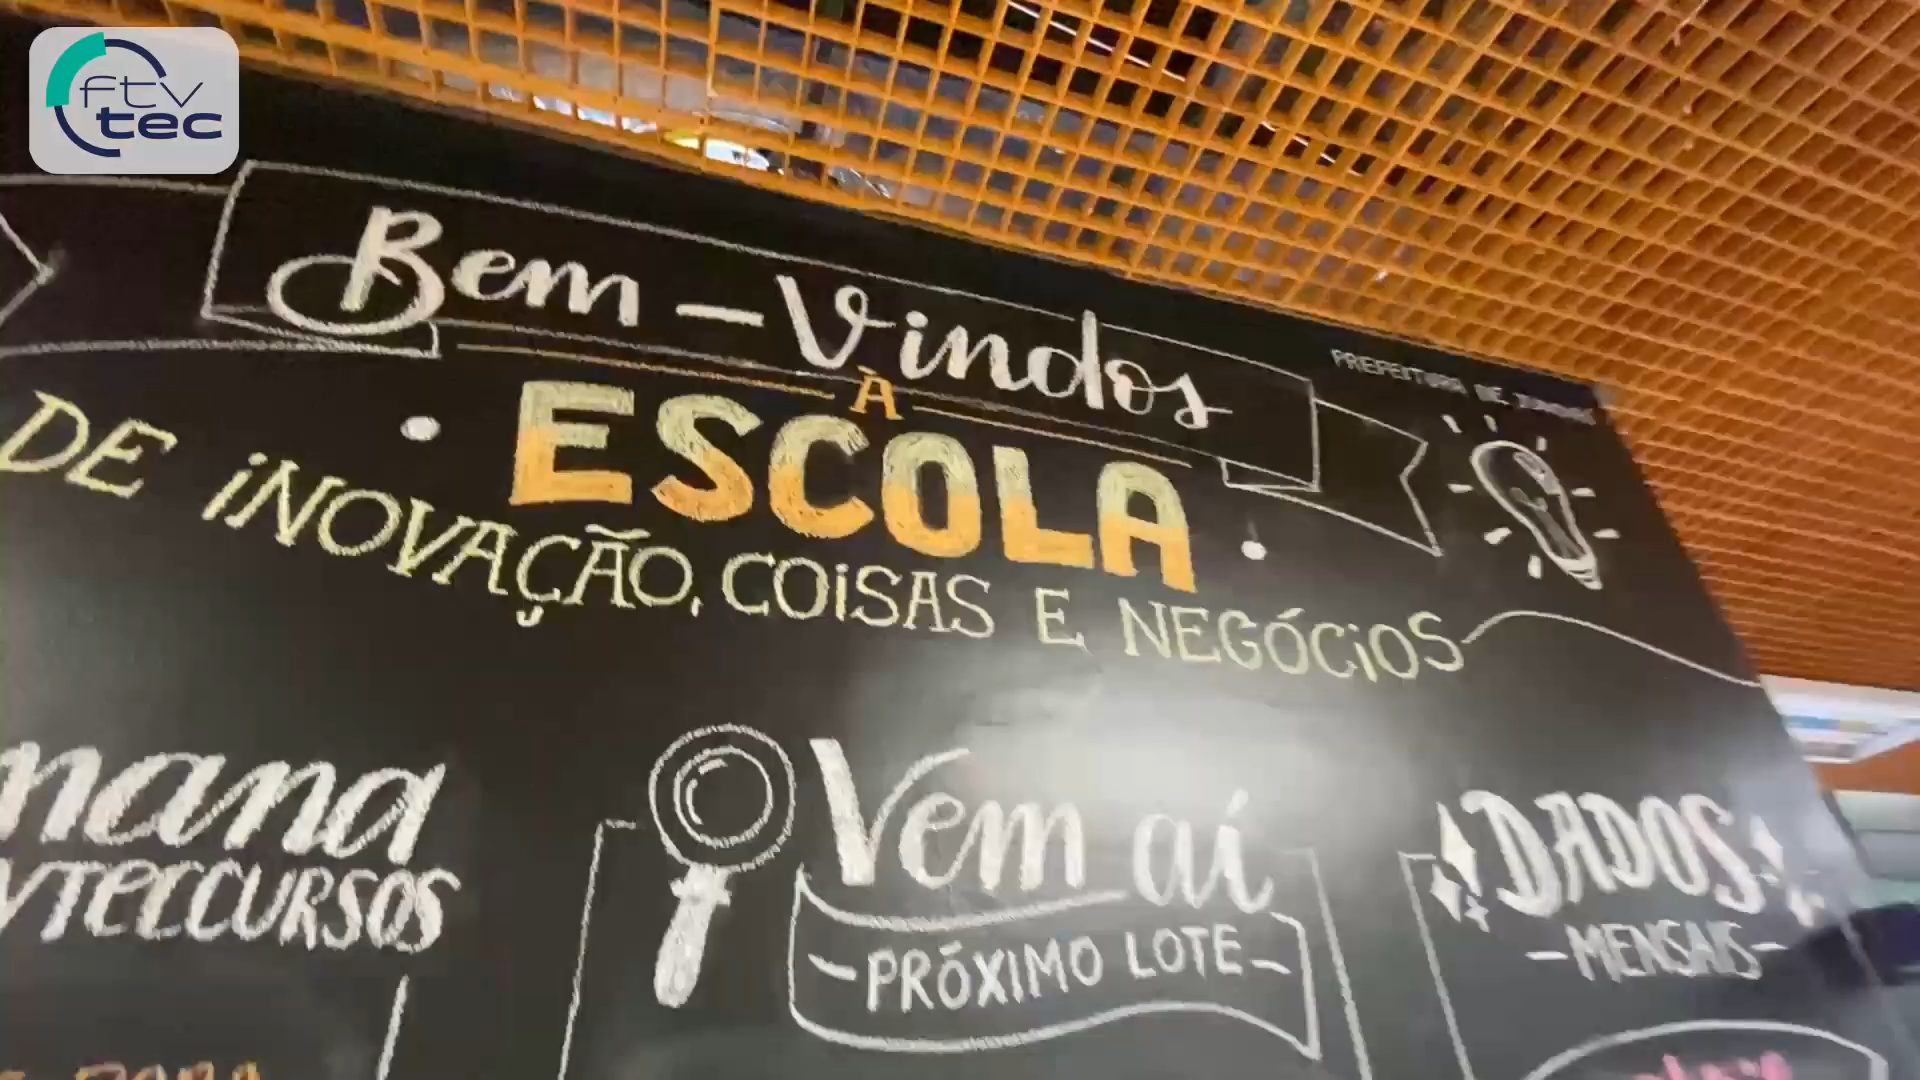 ftv
tec
Bem-Vindos
À
ESCOLA
DE iNOVAÇÃO, COiSAS E NEGÓCiOS
PREFEITURA DE
Vem aí
-PRÓXIMO LOTE-
DADOS
-MENSAIS-
mana
VTECCURSOS